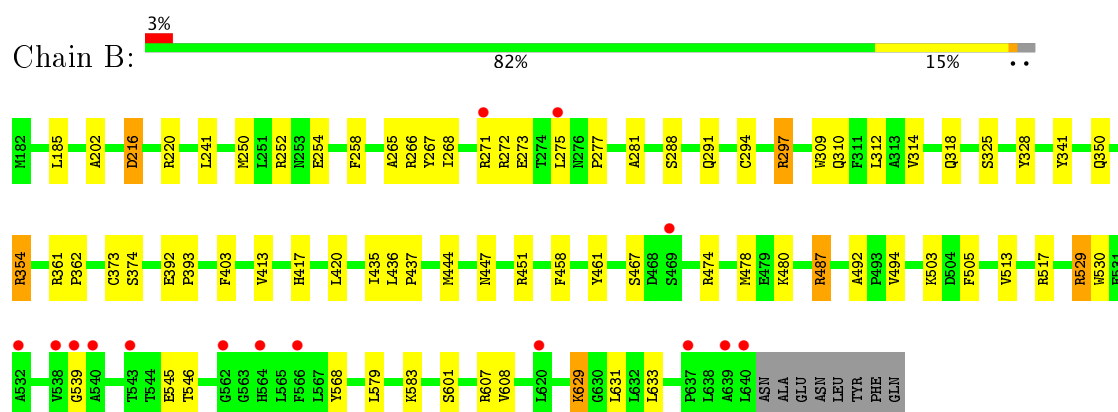 3%
Chain B:
82% 15% • •
M182 L185 A202 D216 R220 L241 M250 L251 R252 N253 E254 F258 A265 R266 Y267 I268 R271 R272 E273 T274 L275 N276 P277 A281 S288 Q291 C294 R297 W309 Q310 F311 L312 A313 V314 Q318 S325 Y328 Y341 Q350
R354 R361 P362 C373 S374 E392 P393 F403 V413 H417 L420 I435 L436 P437 M444 N447 R451 F458 Y461 S467 D468 S469 R474 M478 E479 K480 R487 A492 P493 V494 K503 D504 F505 V513 R517 R529 W530 E531
A532 V538 G539 A540 T543 T544 E545 T546 G562 G563 H564 L565 F566 L567 Y568 L579 K583 S601 R607 V608 L620 K629 G630 L631 L632 L633 P637 L638 A639 L640 ASN ALA GLU ASN LEU TYR PHE GLN